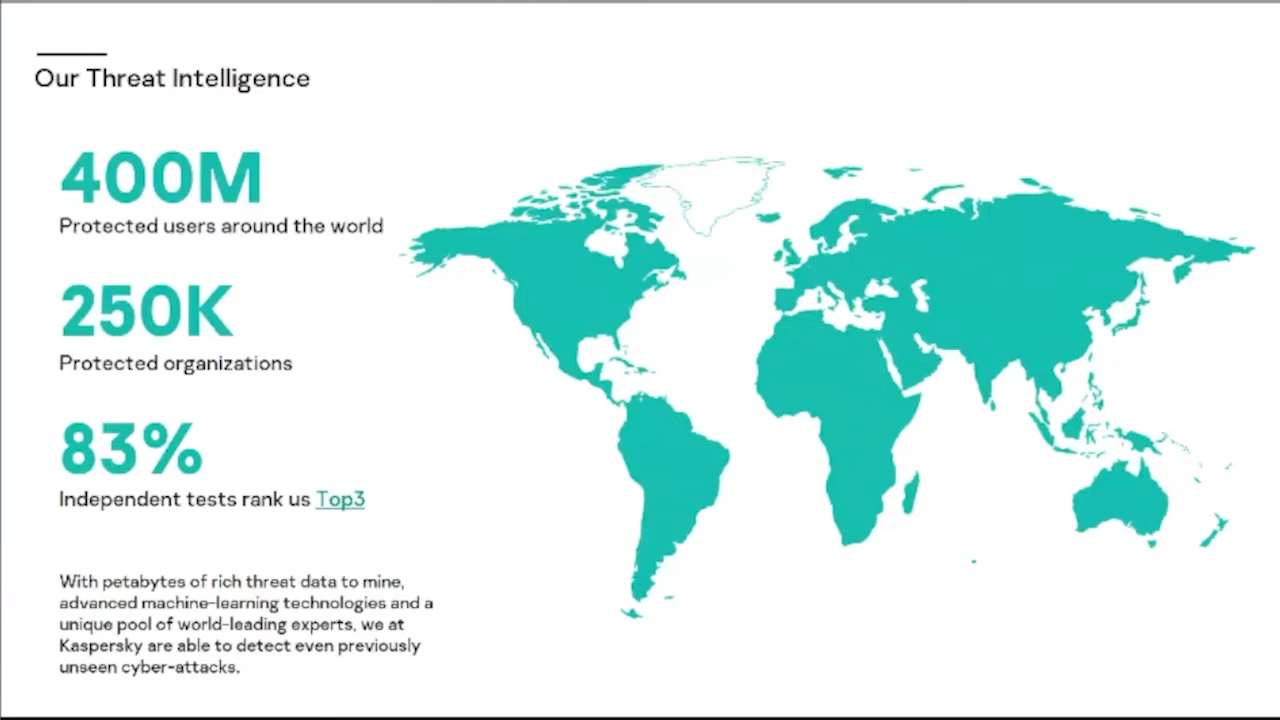 Our Threat Intelligence
400M
Protected users around the world
250K
Protected organizations
83%
Independent tests rank us Top3
With petabytes of rich threat data to mine,
advanced machine-learning technologies and a
unique pool of world-leading experts, we at
Kaspersky are able to detect even previously
unseen cyber-attacks.